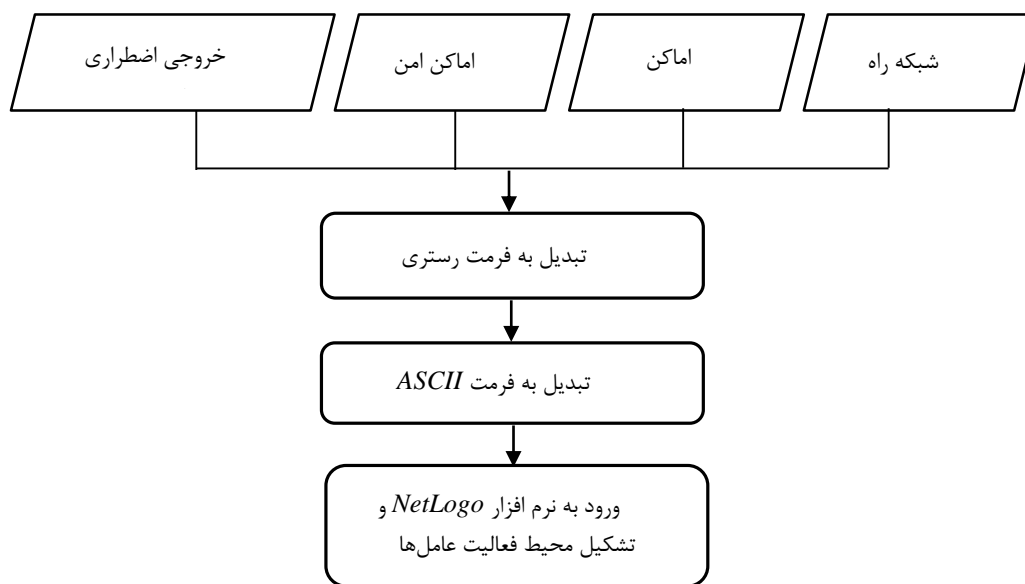 شبکه راه
اماکن
اماکن امن
خروجی اضطراری
تبدیل به فرمت رستری
تبدیل به فرمت ASCII
ورود به نرم افزار NetLogo و
تشکیل محیط فعالیت عامل‌ها